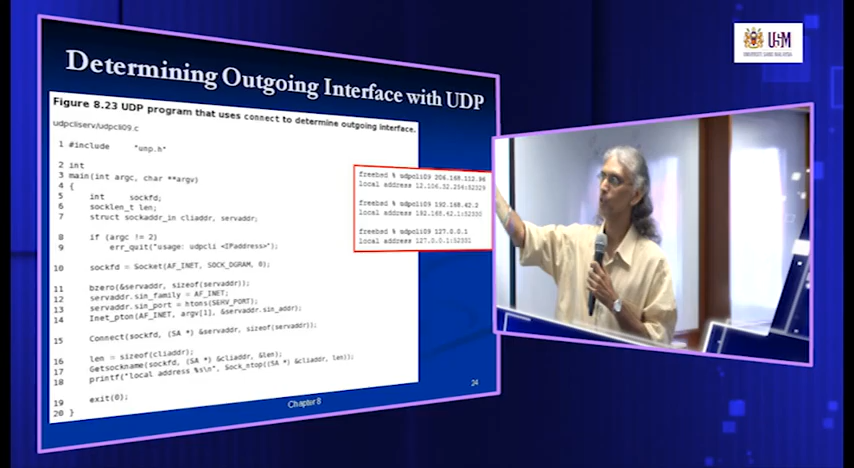 Determining Outgoing Interface with UDP
Figure 8.23 UDP program that uses connect to determine outgoing interface.
udpcliserv/udpcli09.c
1 #include "unp.h"
2 int
3 main(int argc, char **argv)
4 {
5 int sockfd;
6 socklen_t len;
7 struct sockaddr_in cliaddr, servaddr;
8 if (argc != 2)
9 err_quit("usage: udpcli <IPaddress>");
10 sockfd = Socket(AF_INET, SOCK_DGRAM, 0);
11 bzero(&servaddr, sizeof(servaddr));
12 servaddr.sin_family = AF_INET;
13 servaddr.sin_port = htons(SERV_PORT);
14 Inet_pton(AF_INET, argv[1], &servaddr.sin_addr);
15 Connect(sockfd, (SA *) &servaddr, sizeof(servaddr));
16 len = sizeof(cliaddr);
17 Getsockname(sockfd, (SA *) &cliaddr, &len);
18 printf("local address %s\n", Sock_ntop((SA *) &cliaddr, len));
19 exit(0);
20 }
freebsd % udpcli09 206.168.112.96
local address 12.106.32.254:52329
freebsd % udpcli09 192.168.42.2
local address 192.168.42.1:52330
freebsd % udpcli09 127.0.0.1
local address 127.0.0.1:52331
Chapter 8
24
USM
UNIVERSITI SAINS MALAYSIA